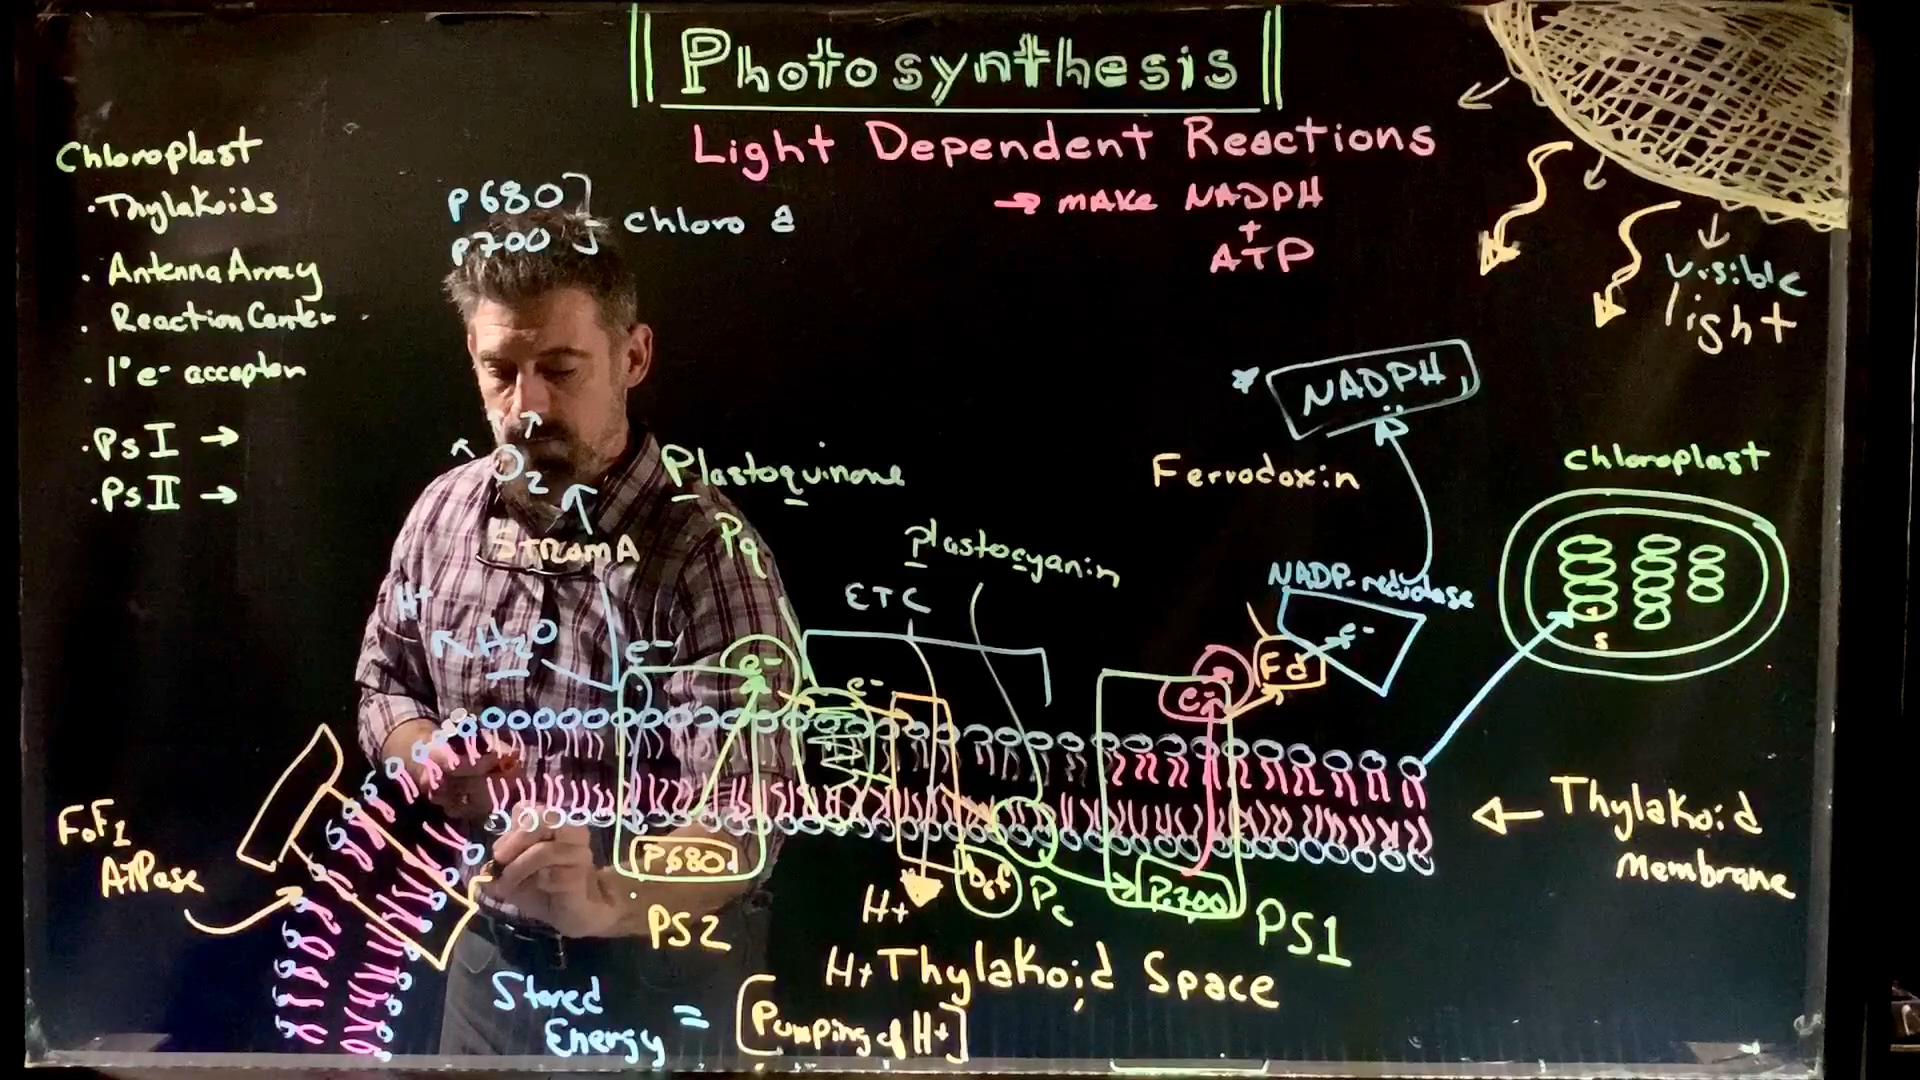 Photosynthesis
Light Dependent Reactions
→ make NADPH
+
ATP
Chloroplast
· Thylakoids
· Antenna Array
· Reaction Center
· 1° e- accepton
· Ps I →
· Ps II →
P680
P700
chloro a
visible
light
NADPH
Ferrodoxin
chloroplast
O2
Plastoquinone
Pq
Plastocyanin
StromA
ETC
NADP-reductase
H+
H2O
e-
e-
e-
e-
e-
Fd
s
FoF1
ATPase
P680
H+
b6f
Pc
P700
PS2
PS1
Thylakoid
Membrane
H+ Thylakoid Space
Stored
Energy = [Pumping of H+]